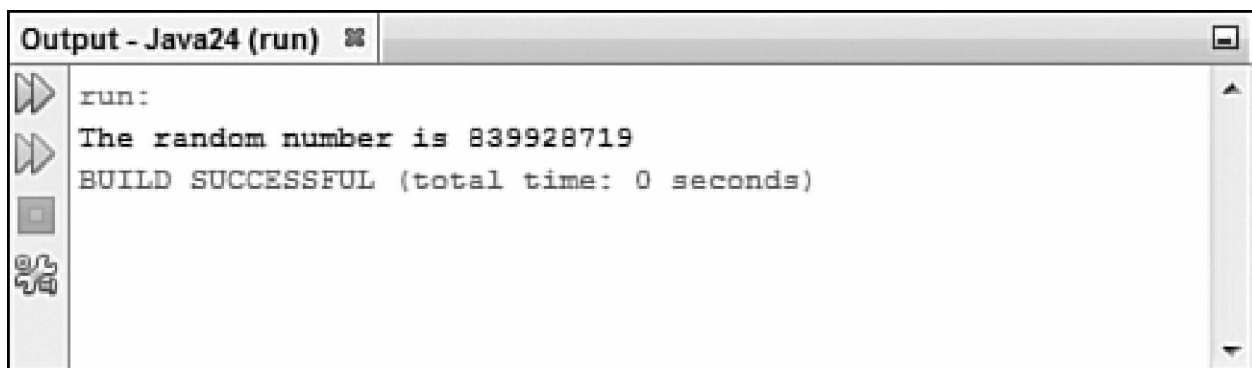 Output - Java24 (run)
run:
The random number is 839928719
BUILD SUCCESSFUL (total time: 0 seconds)